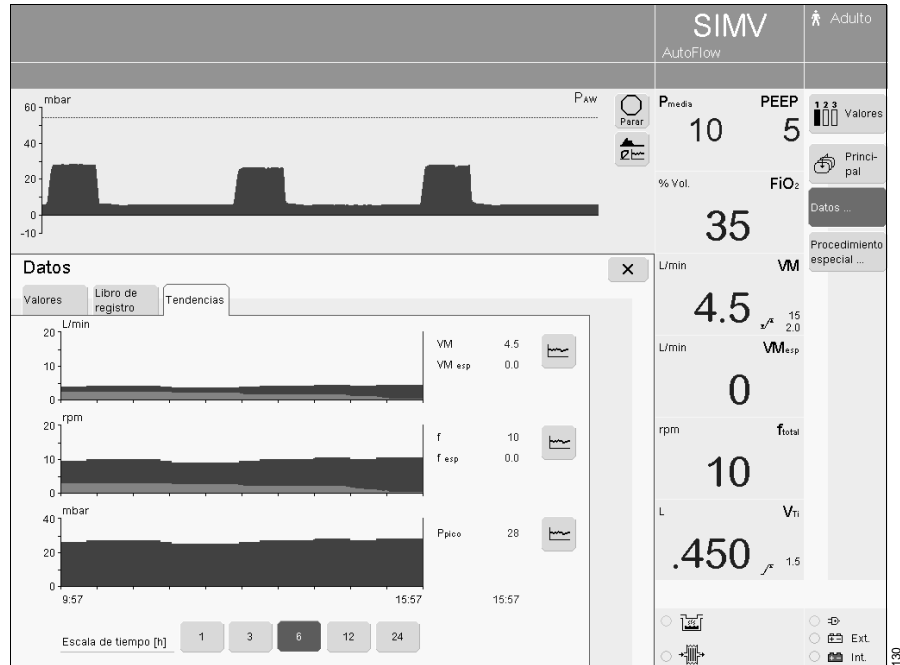 SIMV
AutoFlow
Adulto
mbar
PAW
60
40
20
0
-10
Parar
Pmedia PEEP
10 5
% Vol. FiO2
35
L/min VM
4.5
15
2.0
L/min VMesp
0
rpm ftotal
10
L VTi
.450
1.5
1 2 3
Valores
Princi-
pal
Datos ...
Procedimiento
especial ...
Datos
Valores
Libro de
registro
Tendencias
L/min
20
10
0
VM 4.5
VM esp 0.0
rpm
20
10
0
f 10
f esp 0.0
mbar
40
20
0
Ppico 28
9:57 15:57 15:57
Escala de tiempo [h] 1 3 6 12 24
Ext.
Int.
130